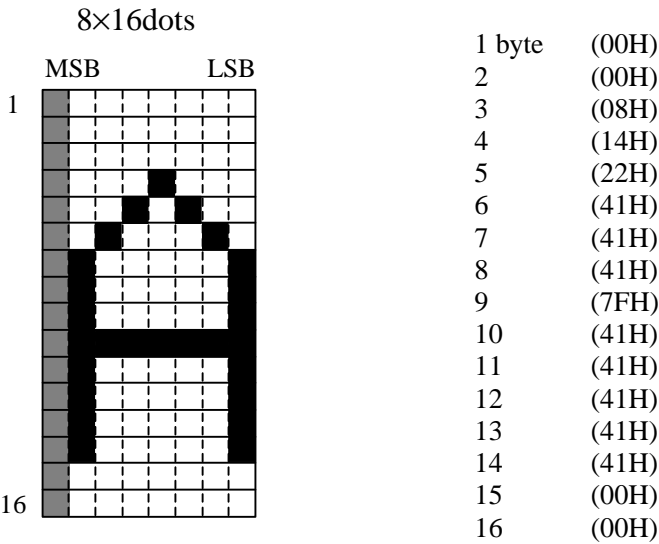 8×16dots
MSB LSB
1
16
1 byte (00H)
2 (00H)
3 (08H)
4 (14H)
5 (22H)
6 (41H)
7 (41H)
8 (41H)
9 (7FH)
10 (41H)
11 (41H)
12 (41H)
13 (41H)
14 (41H)
15 (00H)
16 (00H)